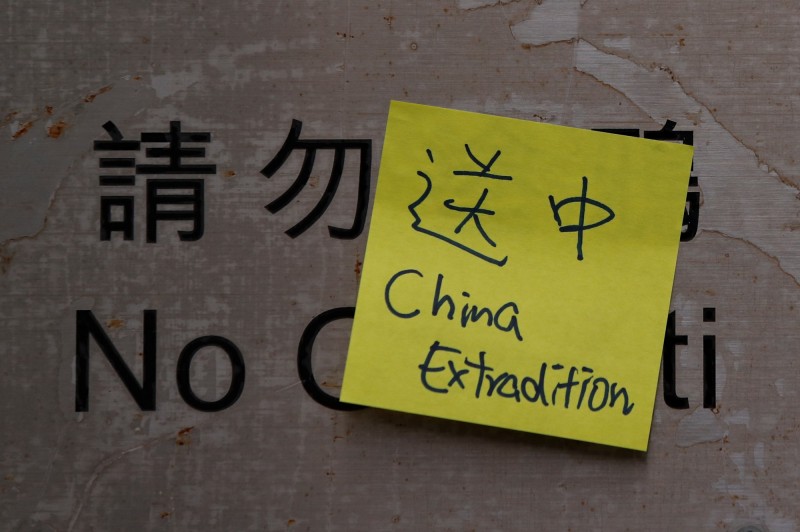 請勿
No
送中
China
Extradition